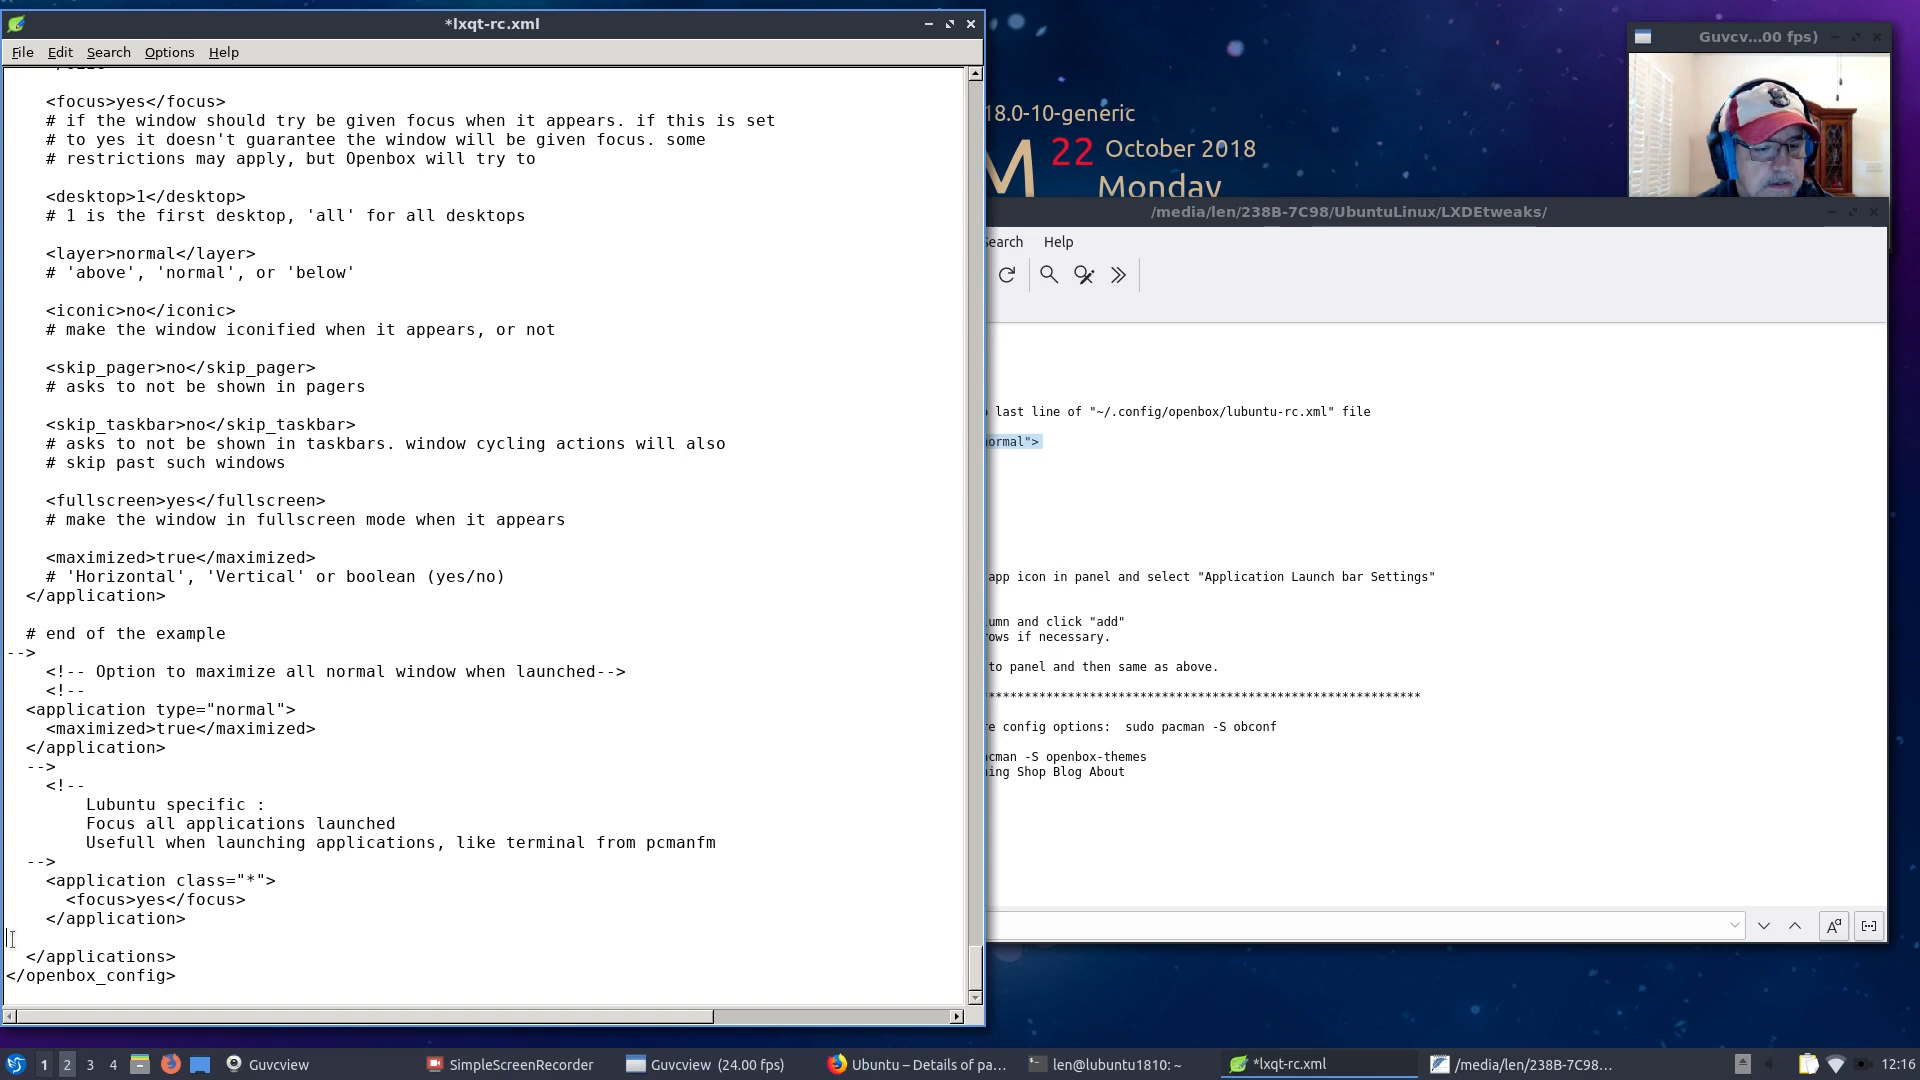 *lxqt-rc.xml
File Edit Search Options Help
<focus>yes</focus>
# if the window should try be given focus when it appears. if this is set
# to yes it doesn't guarantee the window will be given focus. some
# restrictions may apply, but Openbox will try to
<desktop>1</desktop>
# 1 is the first desktop, 'all' for all desktops
<layer>normal</layer>
# 'above', 'normal', or 'below'
<iconic>no</iconic>
# make the window iconified when it appears, or not
<skip_pager>no</skip_pager>
# asks to not be shown in pagers
<skip_taskbar>no</skip_taskbar>
# asks to not be shown in taskbars. window cycling actions will also
# skip past such windows
<fullscreen>yes</fullscreen>
# make the window in fullscreen mode when it appears
<maximized>true</maximized>
# 'Horizontal', 'Vertical' or boolean (yes/no)
</application>
# end of the example
-->
<!-- Option to maximize all normal window when launched-->
<!--
<application type="normal">
<maximized>true</maximized>
</application>
-->
<!--
Lubuntu specific :
Focus all applications launched
Usefull when launching applications, like terminal from pcmanfm
-->
<application class="*">
<focus>yes</focus>
</application>
</applications>
</openbox_config>
18.0-10-generic
M 22 October 2018
Monday
Guvcv...00 fps)
/media/len/238B-7C98/UbuntuLinux/LXDEtweaks/
Search Help
last line of "~/.config/openbox/lubuntu-rc.xml" file
normal">
app icon in panel and select "Application Launch bar Settings"
umn and click "add"
ows if necessary.
to panel and then same as above.
************************************************************
re config options:  sudo pacman -S obconf
acman -S openbox-themes
ning Shop Blog About
1 2 3 4 Guvcview SimpleScreenRecorder Guvcview (24.00 fps) Ubuntu – Details of pa... len@lubuntu1810: ~ *lxqt-rc.xml /media/len/238B-7C98... 12:16